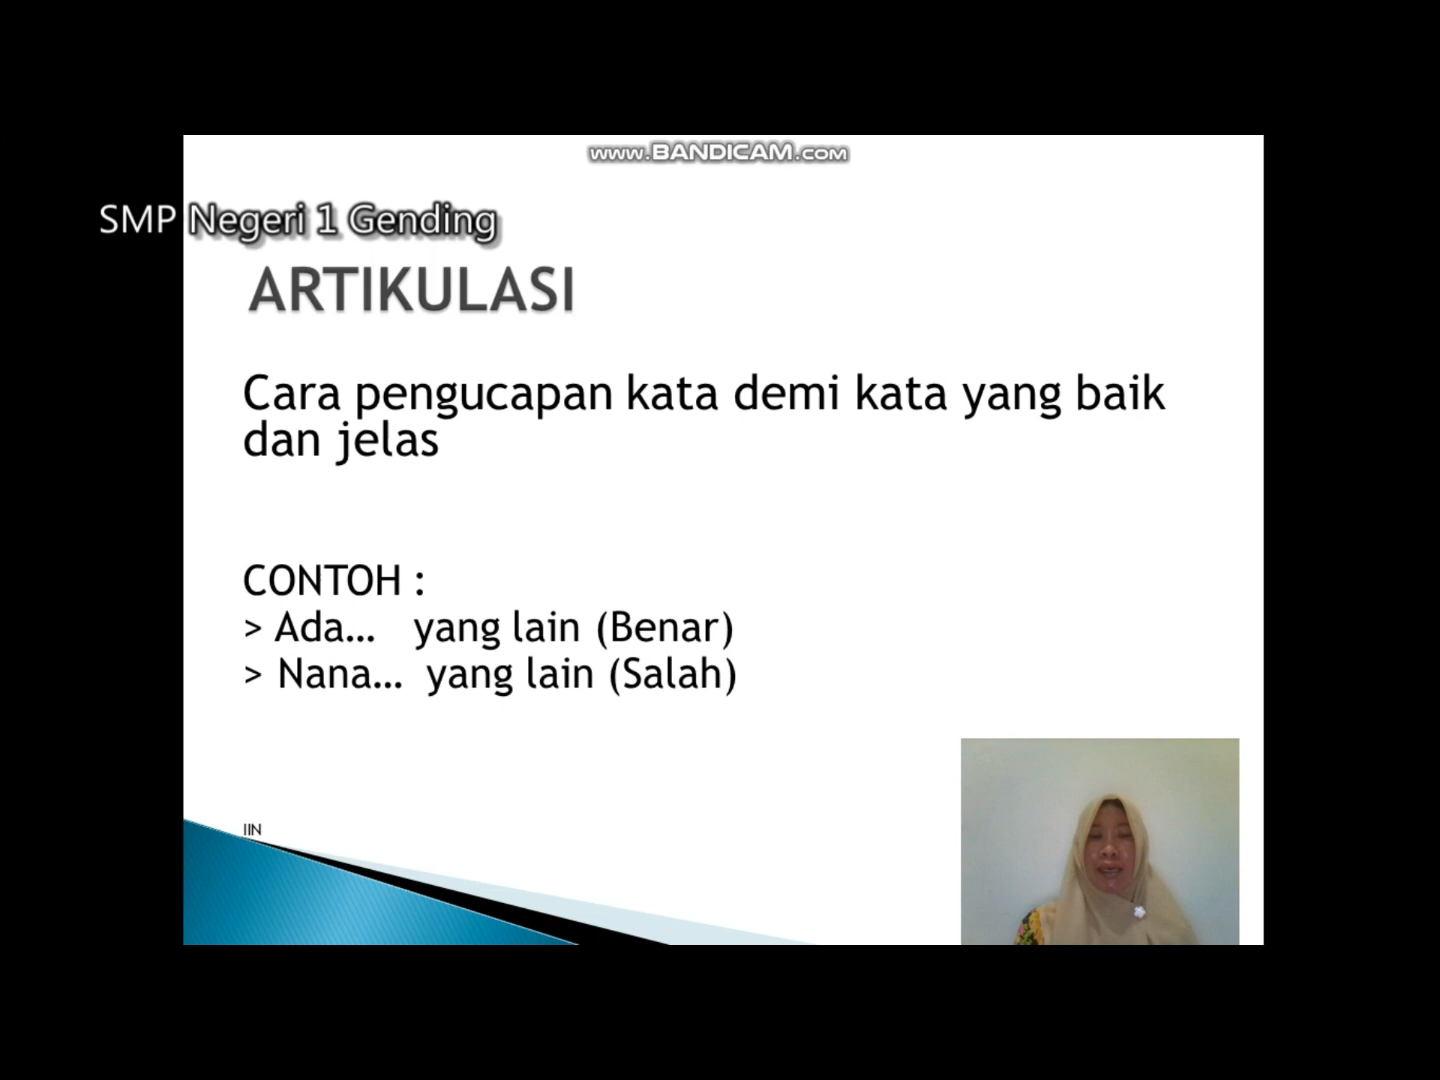 www.BANDICAM.com
SMP Negeri 1 Gending
ARTIKULASI
Cara pengucapan kata demi kata yang baik
dan jelas
CONTOH :
> Ada... yang lain (Benar)
> Nana... yang lain (Salah)
IIN